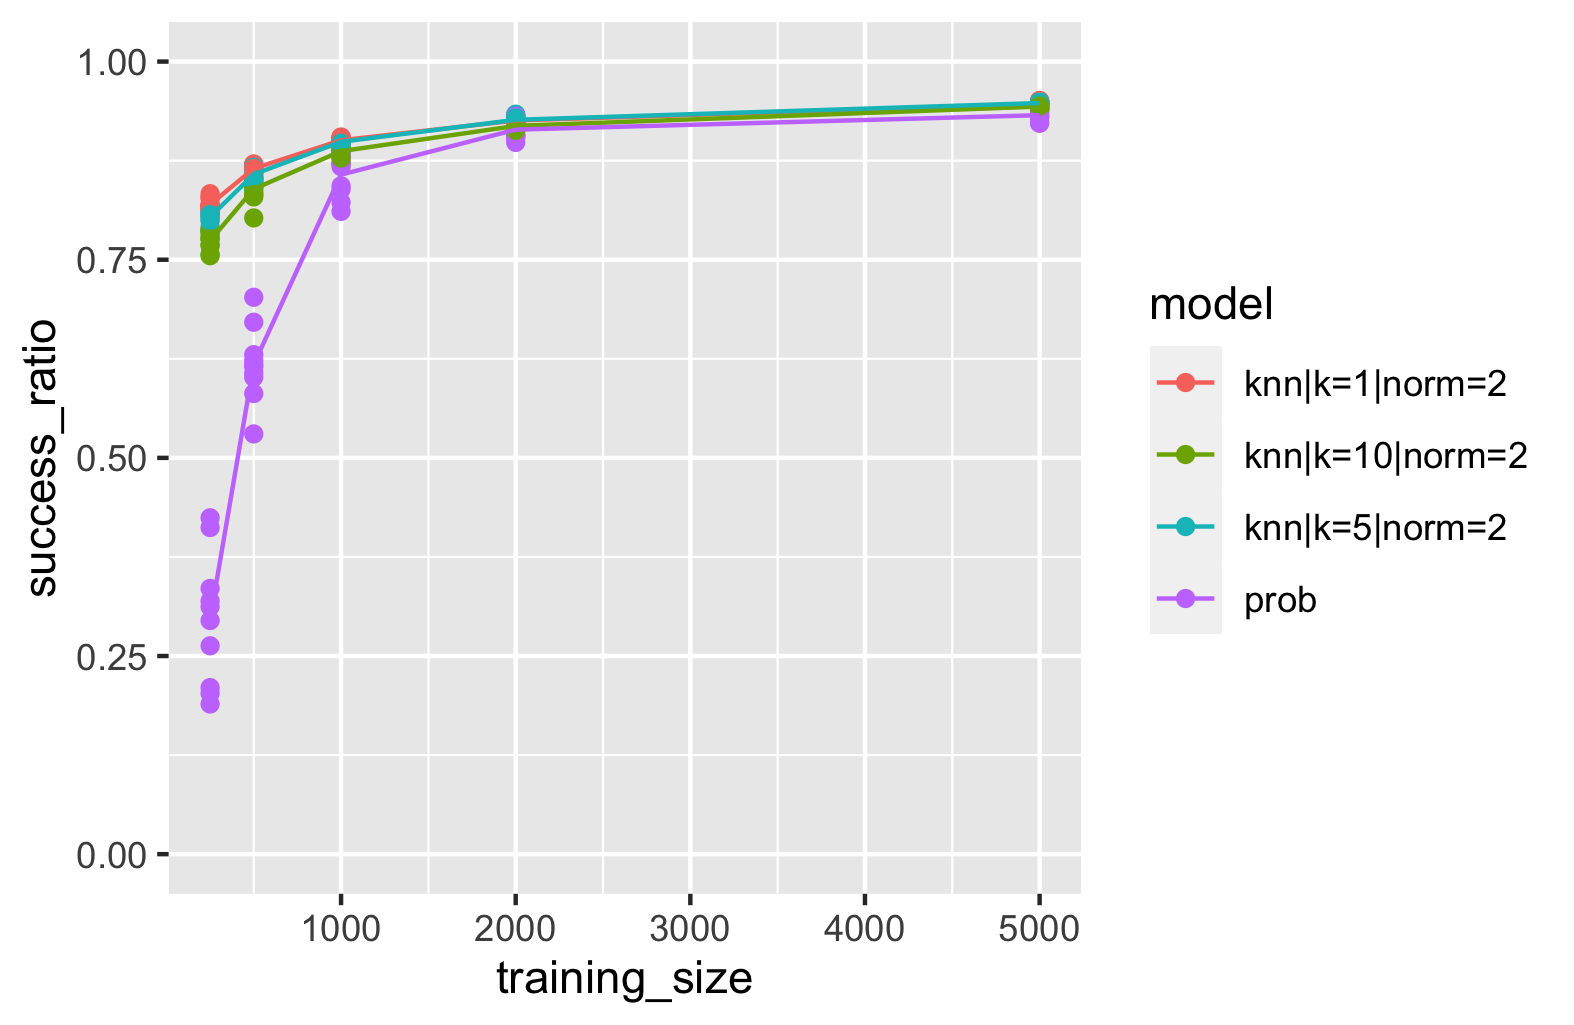 1.00
0.75
0.50
0.25
0.00
success_ratio
1000 2000 3000 4000 5000
training_size
model
knn|k=1|norm=2
knn|k=10|norm=2
knn|k=5|norm=2
prob